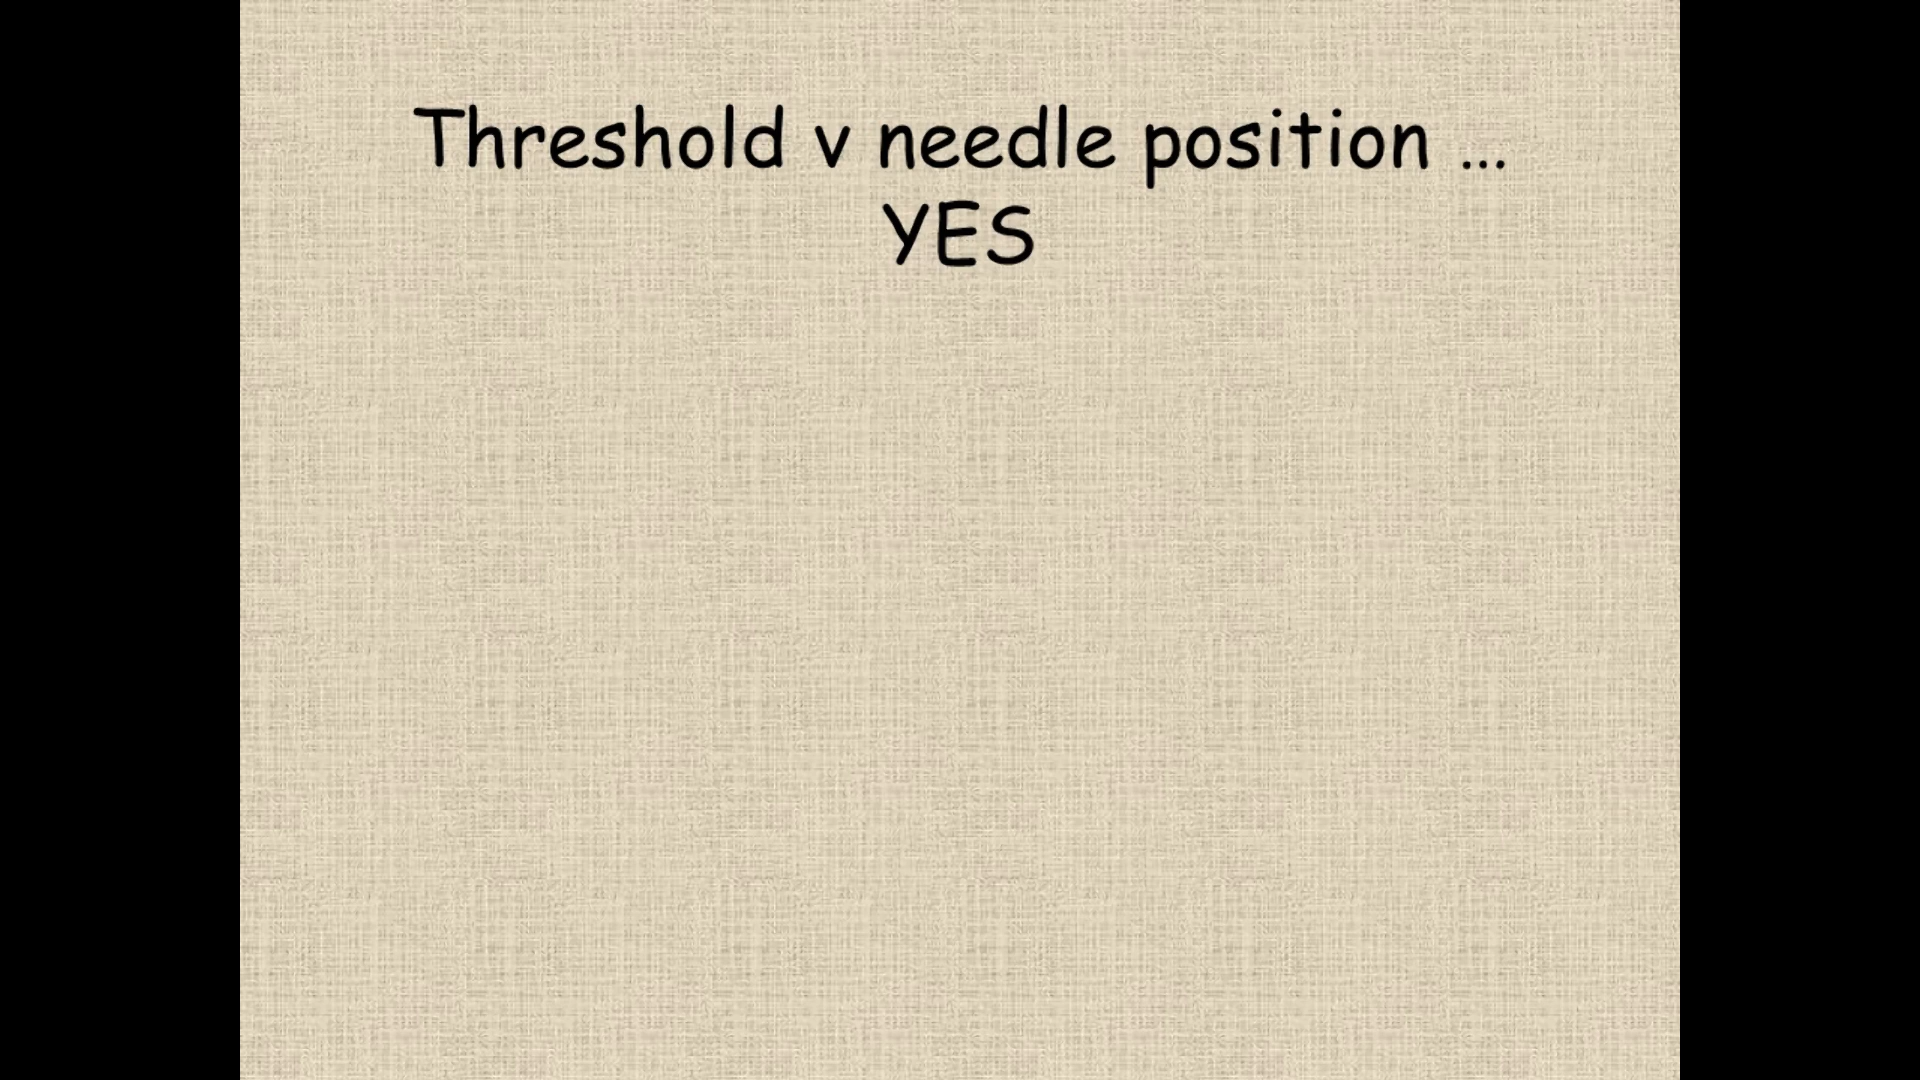 Threshold v needle position ...
YES